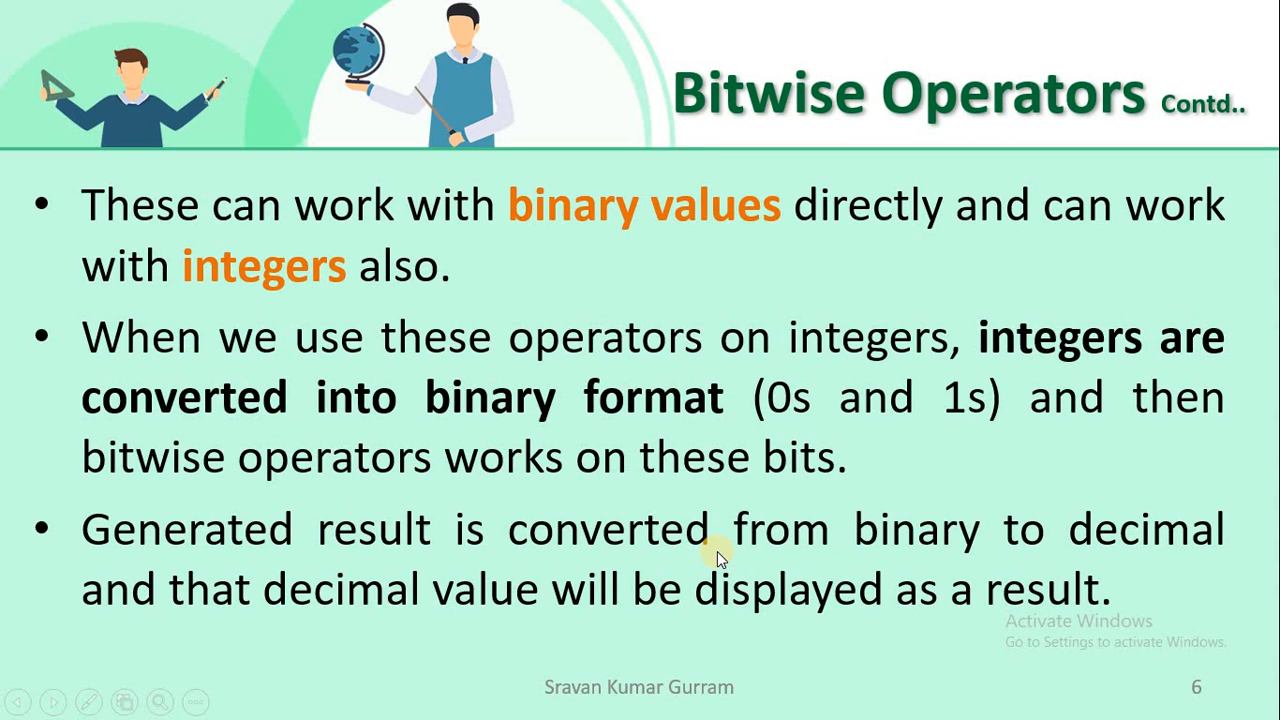 Bitwise Operators Contd..
• These can work with binary values directly and can work
with integers also.
• When we use these operators on integers, integers are
converted into binary format (0s and 1s) and then
bitwise operators works on these bits.
• Generated result is converted from binary to decimal
and that decimal value will be displayed as a result.
Activate Windows
Go to Settings to activate Windows.
Sravan Kumar Gurram
6